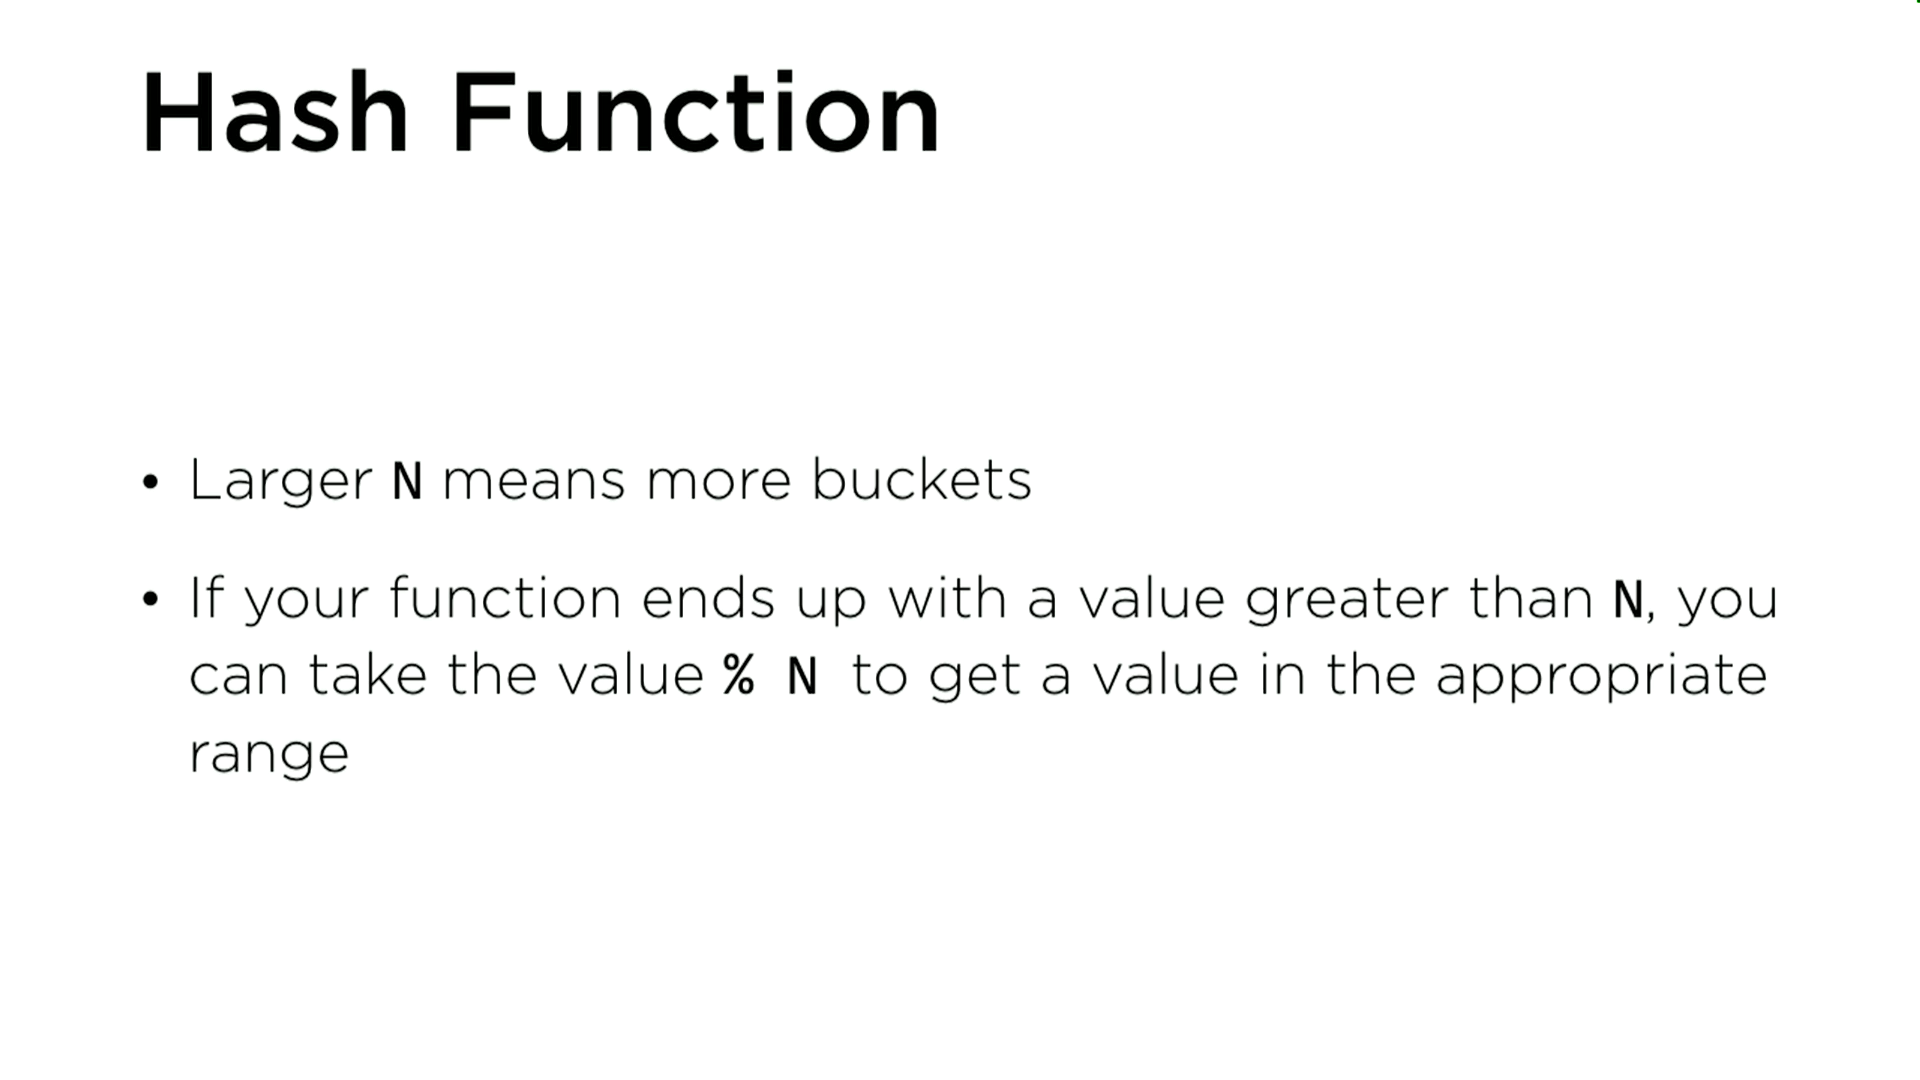 Hash Function
• Larger N means more buckets
• If your function ends up with a value greater than N, you
can take the value % N to get a value in the appropriate
range